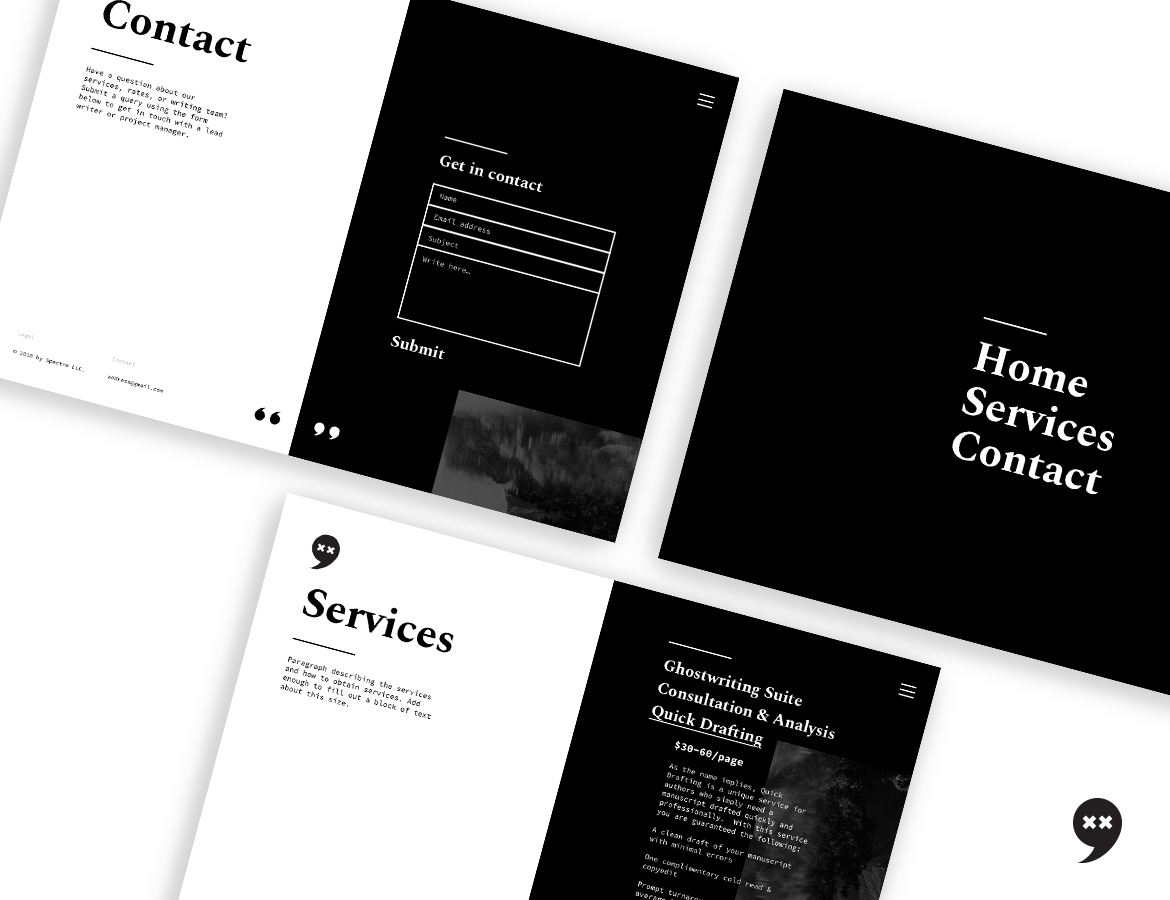 Contact
Have a question about our
services, rates, or writing team?
Submit a query using the form
below to get in touch with a lead
writer or project manager.
Legal
© 2018 by Spectre LLC.
Contact
address@gmail.com
“
Get in contact
Name
Email address
Subject
Write here…
Submit
”
Home
Services
Contact
Services
Paragraph describing the services
and how to obtain services. Add
enough to fill out a block of text
about this size.
Ghostwriting Suite
Consultation & Analysis
Quick Drafting
$30-60/page
As the name implies, Quick
Drafting is a unique service for
authors who simply need a
manuscript drafted quickly and
professionally. With this service
you are guaranteed the following:
A clean draft of your manuscript
with minimal errors
One complimentary cold read &
copyedit
Prompt
average